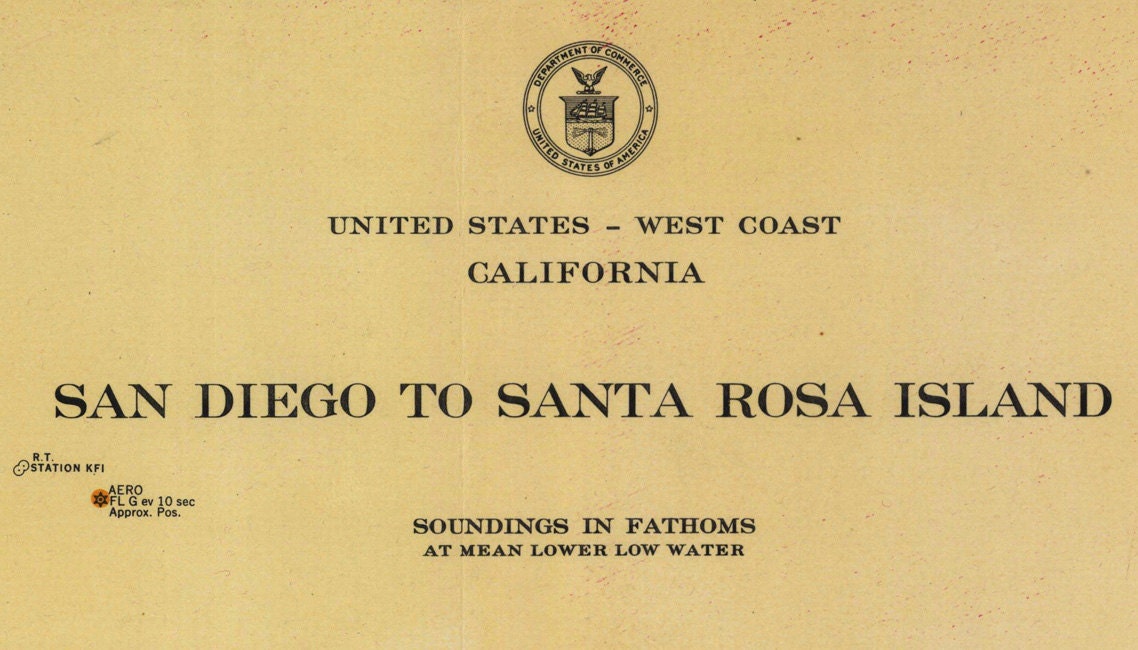 DEPARTMENT OF COMMERCE
UNITED STATES OF AMERICA
UNITED STATES – WEST COAST
CALIFORNIA
SAN DIEGO TO SANTA ROSA ISLAND
R.T.
STATION KFI
AERO
FL G ev 10 sec
Approx. Pos.
SOUNDINGS IN FATHOMS
AT MEAN LOWER LOW WATER